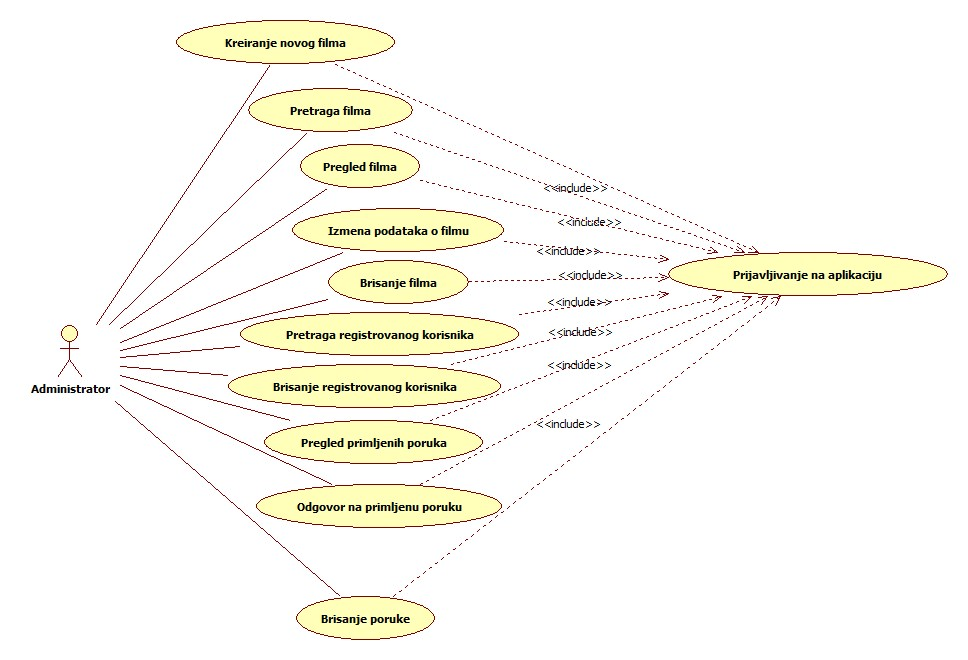 Kreiranje novog filma
Pretraga filma
Pregled filma
<<include>>
<<include>>
Izmena podataka o filmu
<<include>>
Prijavljivanje na aplikaciju
<<include>>
Brisanje filma
<<include>>
Pretraga registrovanog korisnika
<<include>>
<<include>>
Administrator
Brisanje registrovanog korisnika
<<include>>
Pregled primljenih poruka
Odgovor na primljenu poruku
Brisanje poruke